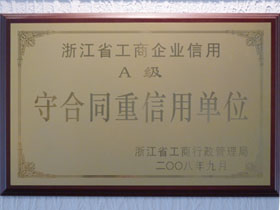 浙江省工商企业信用
A级
守合同重信用单位
浙江省工商行政管理局
二〇〇八年九月